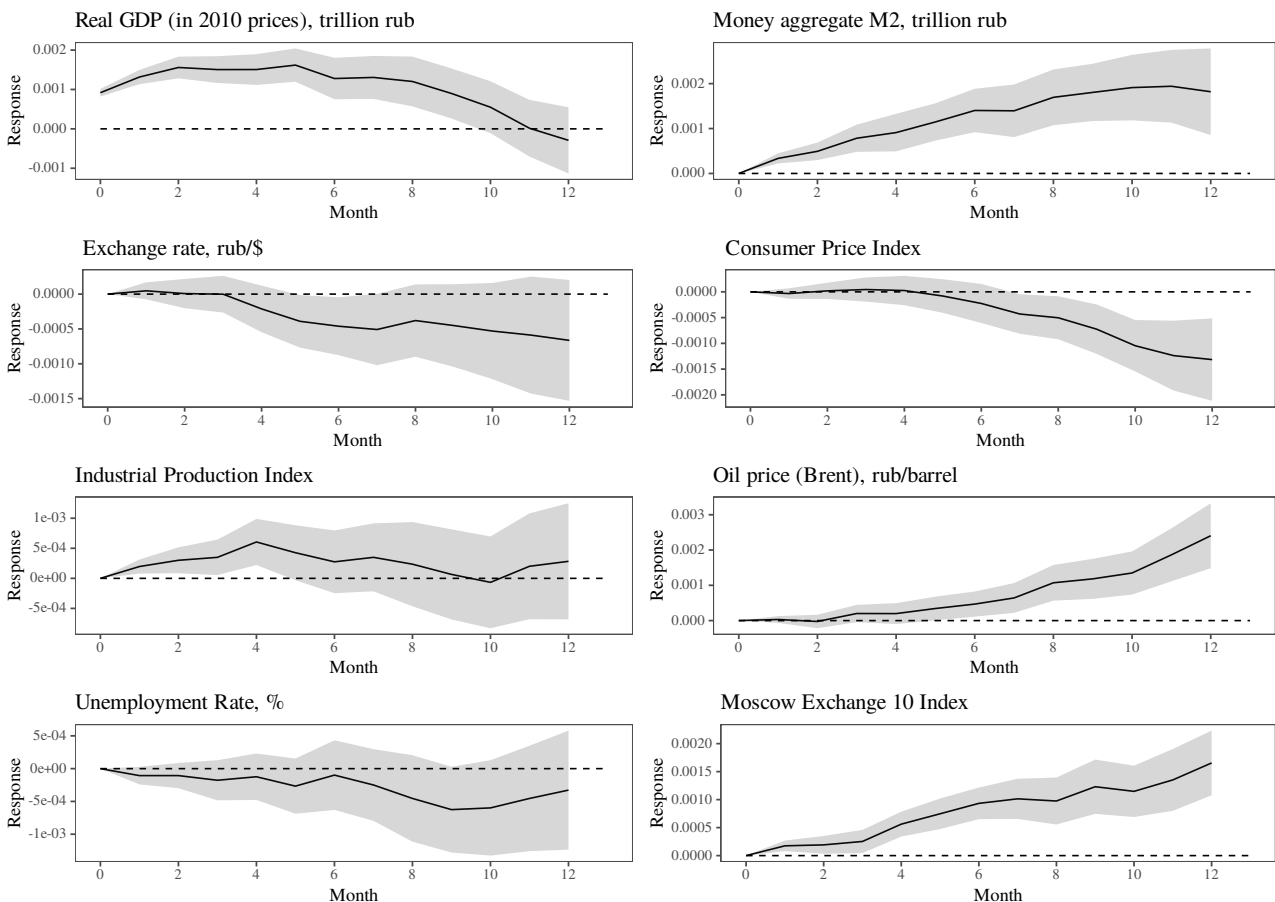 Real GDP (in 2010 prices), trillion rub
Response
0.002
0.001
0.000
-0.001
0 2 4 6 8 10 12
Month
Money aggregate M2, trillion rub
Response
0.002
0.001
0.000
0 2 4 6 8 10 12
Month
Exchange rate, rub/$
Response
0.0000
-0.0005
-0.0010
-0.0015
0 2 4 6 8 10 12
Month
Consumer Price Index
Response
0.0000
-0.0005
-0.0010
-0.0015
-0.0020
0 2 4 6 8 10 12
Month
Industrial Production Index
Response
1e-03
5e-04
0e+00
-5e-04
0 2 4 6 8 10 12
Month
Oil price (Brent), rub/barrel
Response
0.003
0.002
0.001
0.000
0 2 4 6 8 10 12
Month
Unemployment Rate, %
Response
5e-04
0e+00
-5e-04
-1e-03
0 2 4 6 8 10 12
Month
Moscow Exchange 10 Index
Response
0.0020
0.0015
0.0010
0.0005
0.0000
0 2 4 6 8 10 12
Month